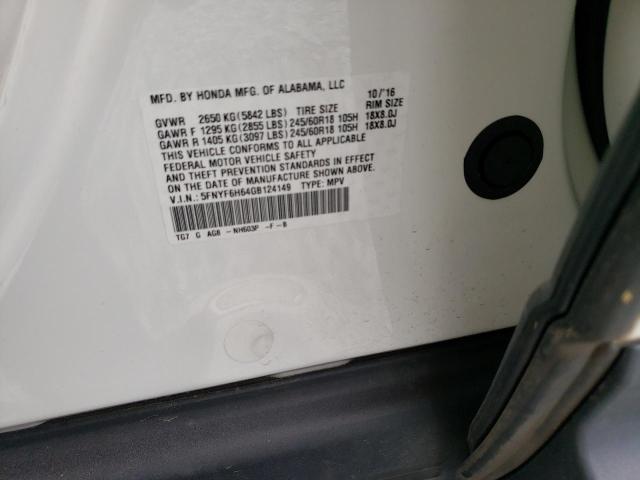 MFD. BY HONDA MFG. OF ALABAMA, LLC 10/'16
GVWR 2650 KG (5842 LBS) TIRE SIZE RIM SIZE
GAWR F 1295 KG (2855 LBS) 245/60R18 105H 18X8.0J
GAWR R 1405 KG (3097 LBS) 245/60R18 105H 18X8.0J
THIS VEHICLE CONFORMS TO ALL APPLICABLE
FEDERAL MOTOR VEHICLE SAFETY
AND THEFT PREVENTION STANDARDS IN EFFECT
ON THE DATE OF MANUFACTURE SHOWN ABOVE.
V.I.N.: 5FNYF6H64GB124149 TYPE: MPV
TG7 G AG8 -NH603P -F-B